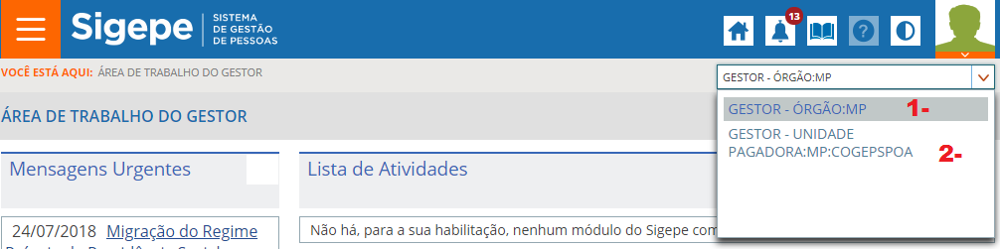 Sigepe
SISTEMA
DE GESTÃO
DE PESSOAS
13
?
VOCÊ ESTÁ AQUI: ÁREA DE TRABALHO DO GESTOR
GESTOR - ÓRGÃO:MP
GESTOR - ÓRGÃO:MP 1-
GESTOR - UNIDADE
PAGADORA:MP:COGEPSPOA 2-
ÁREA DE TRABALHO DO GESTOR
Mensagens Urgentes
Lista de Atividades
24/07/2018 Migração do Regime
Não há, para a sua habilitação, nenhum módulo do Sigepe com